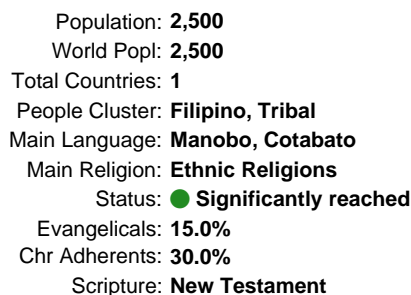 Population: 2,500
World Popl: 2,500
Total Countries: 1
People Cluster: Filipino, Tribal
Main Language: Manobo, Cotabato
Main Religion: Ethnic Religions
Status: Significantly reached
Evangelicals: 15.0%
Chr Adherents: 30.0%
Scripture: New Testament